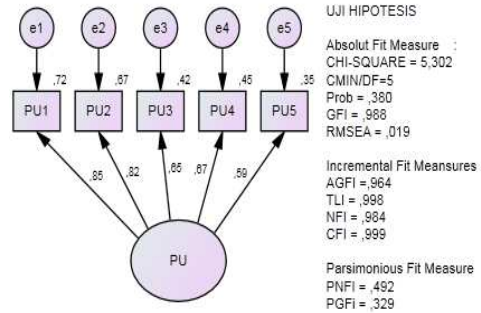 e1 e2 e3 e4 e5
,72 ,67 ,42 ,45 ,35
PU1 PU2 PU3 PU4 PU5
,85 ,82 ,65 ,67 ,59
PU
UJI HIPOTESIS
Absolut Fit Measure :
CHI-SQUARE = 5,302
CMIN/DF=5
Prob = ,380
GFI = ,988
RMSEA = ,019
Incremental Fit Meansures
AGFI =,964
TLI = ,998
NFI = ,984
CFI = ,999
Parsimonious Fit Measure
PNFI = ,492
PGFi = ,329